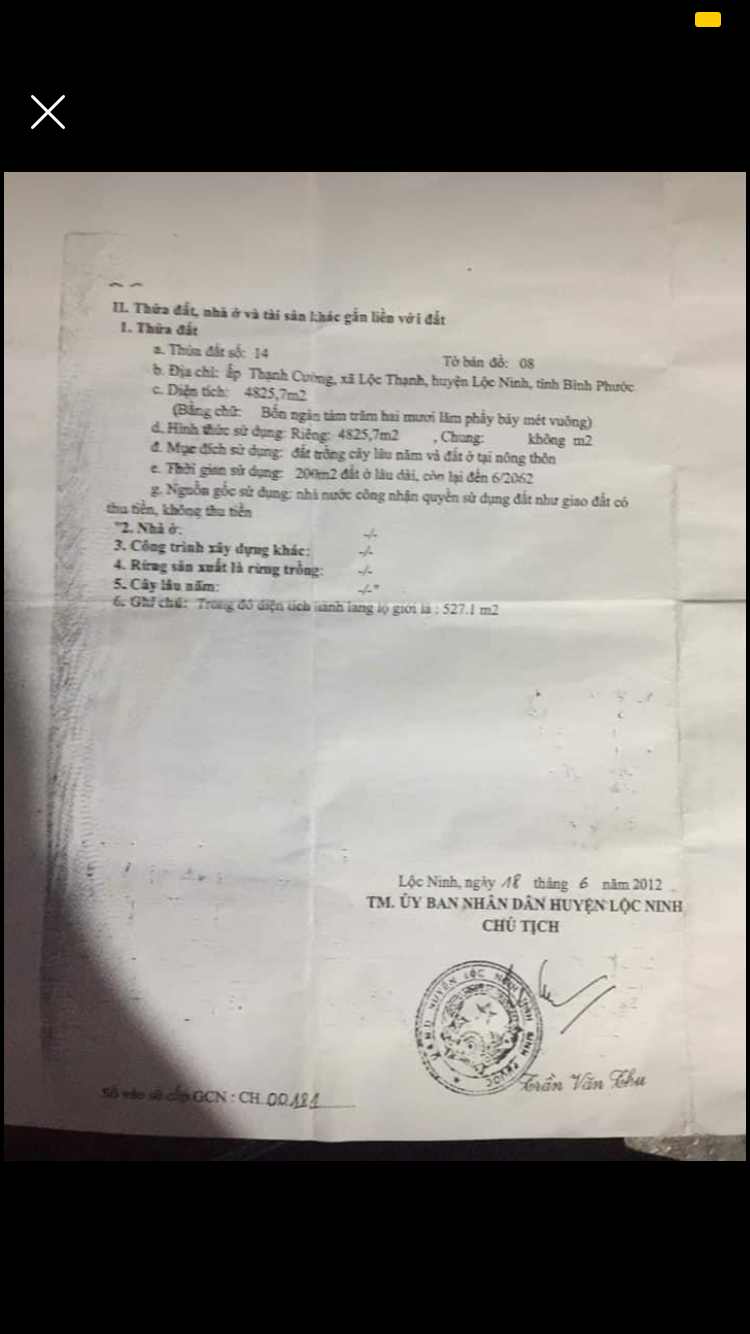 II. Thửa đất, nhà ở và tài sản khác gắn liền với đất
1. Thửa đất
a. Thửa đất số: 14 Tờ bản đồ: 08
b. Địa chỉ: ấp Thạnh Cường, xã Lộc Thạnh, huyện Lộc Ninh, tỉnh Bình Phước
c. Diện tích: 4825,7m2
(Bằng chữ: Bốn ngàn tám trăm hai mươi lăm phẩy bảy mét vuông)
d. Hình thức sử dụng: Riêng: 4825,7m2 , Chung: không m2
đ. Mục đích sử dụng: đất trồng cây lâu năm và đất ở tại nông thôn
e. Thời gian sử dụng: 200m2 đất ở lâu dài, còn lại đến 6/2062
g. Nguồn gốc sử dụng: nhà nước công nhận quyền sử dụng đất như giao đất có
thu tiền, không thu tiền
"2. Nhà ở: -/-
3. Công trình xây dựng khác: -/-
4. Rừng sản xuất là rừng trồng: -/-
5. Cây lâu năm: -/-"
6. Ghi chú: Trong đó diện tích hành lang lộ giới là : 527.1 m2
Lộc Ninh, ngày 18 tháng 6 năm 2012
TM. ỦY BAN NHÂN DÂN HUYỆN LỘC NINH
CHỦ TỊCH
U.B.N.D HUYỆN LỘC NINH TỈNH BÌNH PHƯỚC
Trần Văn Thu
Số vào sổ cấp GCN : CH.00181